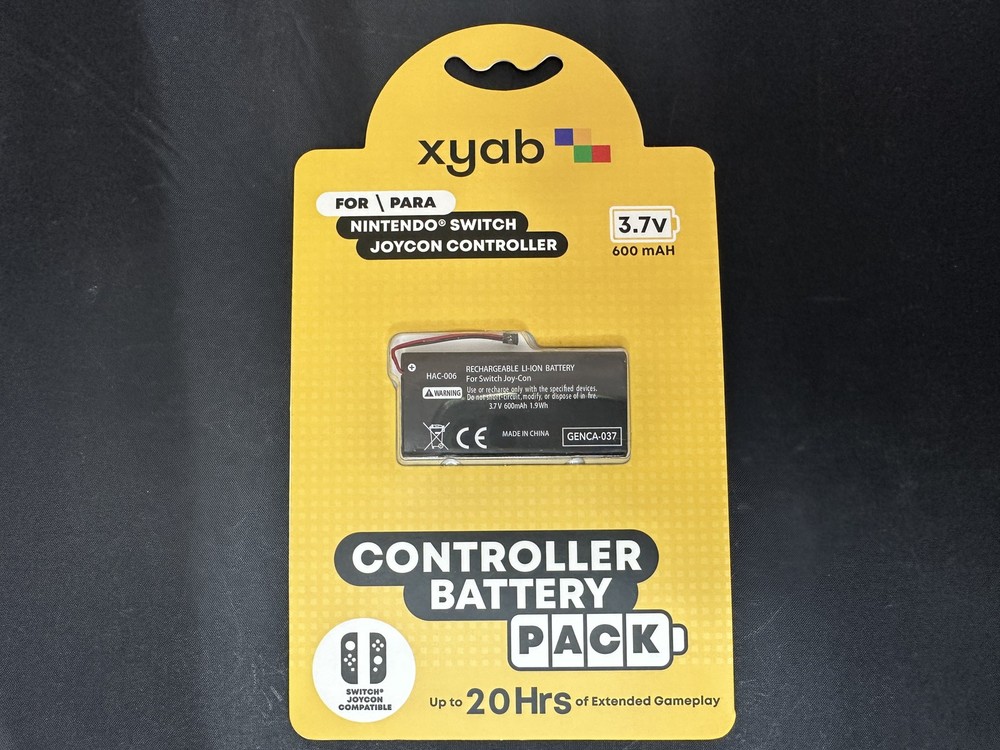 xyab
FOR \ PARA
NINTENDO® SWITCH
JOYCON CONTROLLER
3.7V
600 mAH
HAC-006
RECHARGEABLE LI-ION BATTERY
For Switch Joy-Con
WARNING
Use or recharge only with the specified devices.
Do not short-circuit, modify, or dispose of in fire.
3.7V 600mAh 1.9Wh
CE
MADE IN CHINA
GENCA-037
CONTROLLER
BATTERY
PACK
SWITCH®
JOYCON
COMPATIBLE
Up to 20 Hrs of Extended Gameplay